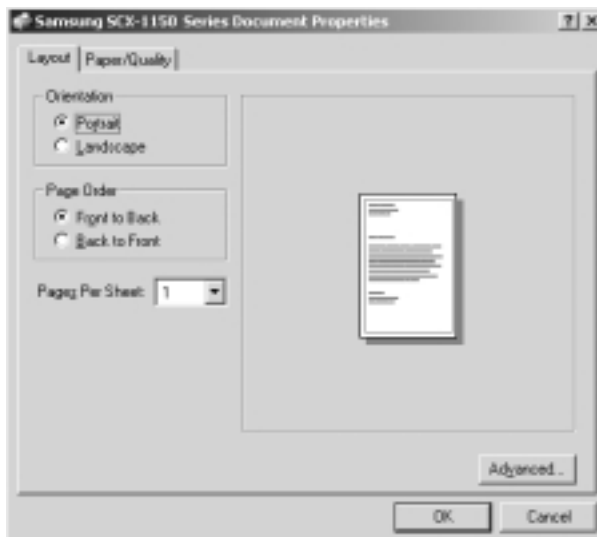 Samsung SCX-1150 Series Document Properties
Layout
Paper/Quality
Orientation
Portrait
Landscape
Page Order
Front to Back
Back to Front
Pages Per Sheet: 1
Advanced...
OK
Cancel